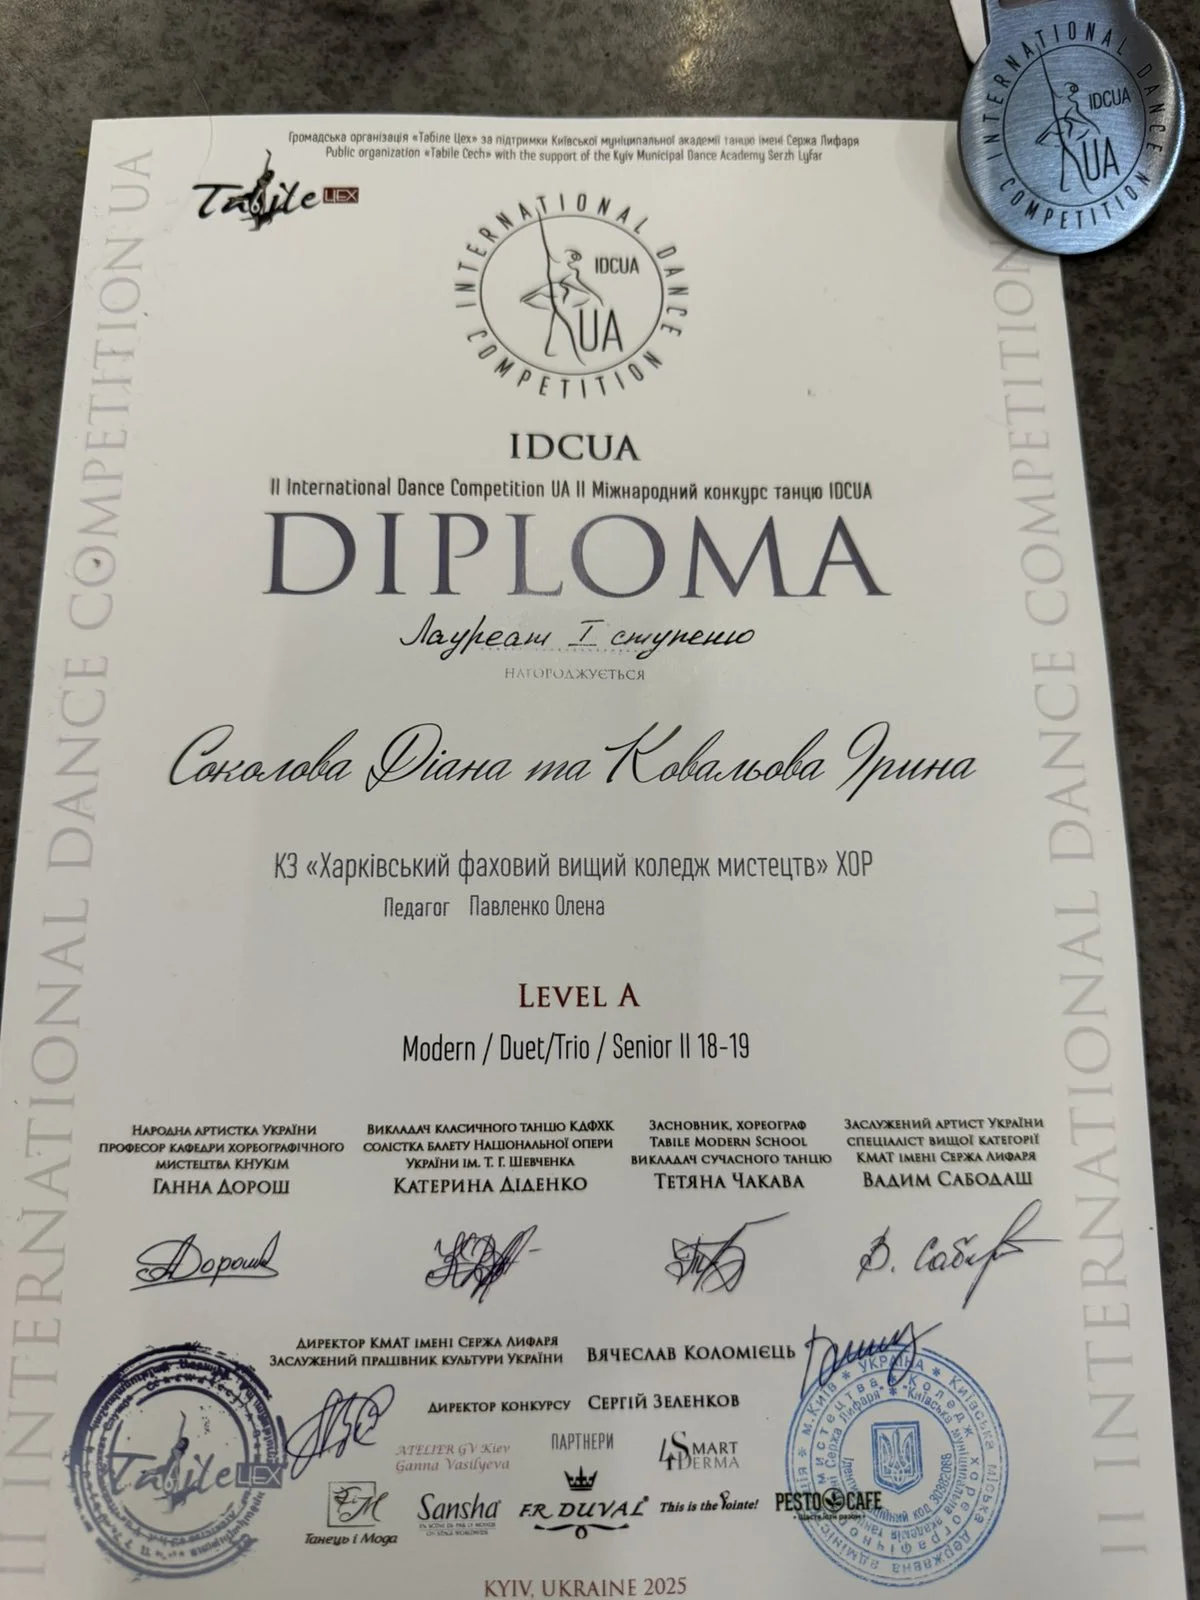 Громадська організація «Табіле Цех» за підтримки Київської муніципальної академії танцю імені Сержа Лифаря
Public organization «Tabile Cech» with the support of the Kyiv Municipal Dance Academy Serzh Lyfar
Tabile ЦЕХ
INTERNATIONAL DANCE COMPETITION
IDCUA
UA
INTERNATIONAL DANCE COMPETITION
IDCUA
UA
IDCUA
II International Dance Competition UA II Міжнародний конкурс танцю IDCUA
DIPLOMA
Лауреат I ступеню
НАГОРОДЖУЄТЬСЯ
Соколова Діана та Ковальова Ірина
КЗ «Харківський фаховий вищий коледж мистецтв» ХОР
Педагог Павленко Олена
LEVEL A
Modern / Duet/Trio / Senior II 18-19
НАРОДНА АРТИСТКА УКРАЇНИ
ПРОФЕСОР КАФЕДРИ ХОРЕОГРАФІЧНОГО
МИСТЕЦТВА КНУКІМ
ГАННА ДОРОШ
ВИКЛАДАЧ КЛАСИЧНОГО ТАНЦЮ КДФХК
СОЛІСТКА БАЛЕТУ НАЦІОНАЛЬНОЇ ОПЕРИ
УКРАЇНИ ІМ. Т. Г. ШЕВЧЕНКА
КАТЕРИНА ДІДЕНКО
ЗАСНОВНИК, ХОРЕОГРАФ
TABILE MODERN SCHOOL
ВИКЛАДАЧ СУЧАСНОГО ТАНЦЮ
ТЕТЯНА ЧАКАВА
ЗАСЛУЖЕНИЙ АРТИСТ УКРАЇНИ
СПЕЦІАЛІСТ ВИЩОЇ КАТЕГОРІЇ
КМАТ ІМЕНІ СЕРЖА ЛИФАРЯ
ВАДИМ САБОДАШ
ДИРЕКТОР КМАТ ІМЕНІ СЕРЖА ЛИФАРЯ
ЗАСЛУЖЕНИЙ ПРАЦІВНИК КУЛЬТУРИ УКРАЇНИ
ВЯЧЕСЛАВ КОЛОМІЄЦЬ
ДИРЕКТОР КОНКУРСУ СЕРГІЙ ЗЕЛЕНКОВ
ATELIER GV Kiev
Ganna Vasilyeva
ПАРТНЕРИ
SMART
4DERMA
Танець і Мода
Sansha
F.R. DUVAL
This is the Pointe!
PESTO CAFE
Tabile ЦЕХ
УКРАЇНА
М.КИЇВ
30382086
KYIV, UKRAINE 2025
II INTERNATIONAL DANCE COMPETITION UA
II INTERNATIONAL DANCE COMPETITION